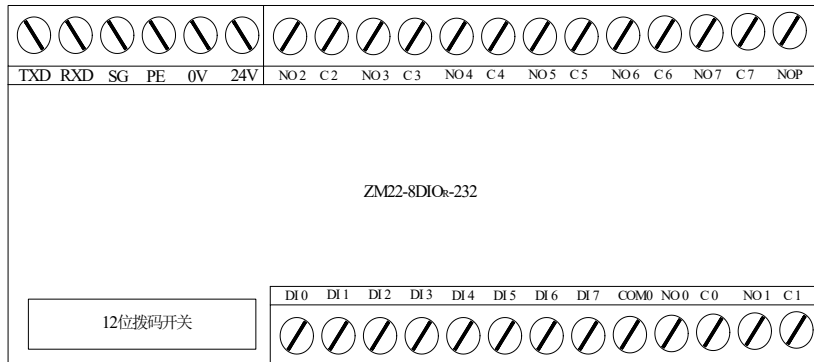 TXD RXD SG PE 0V 24V NO2 C2 NO3 C3 NO4 C4 NO5 C5 NO6 C6 NO7 C7 NOP
ZM22-8DIOR-232
DI0 DI1 DI2 DI3 DI4 DI5 DI6 DI7 COM0 NO0 C0 NO1 C1
12位拨码开关